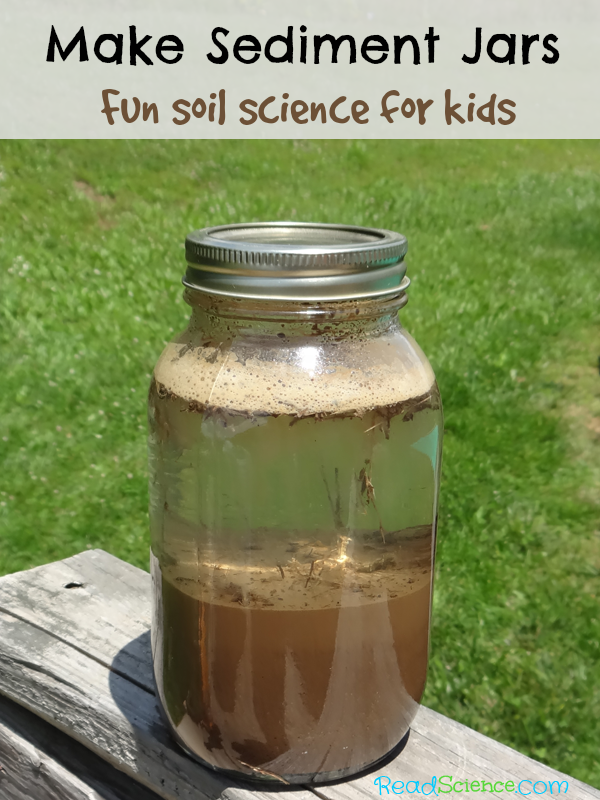 Make Sediment Jars
fun soil science for kids
ReadScience.com